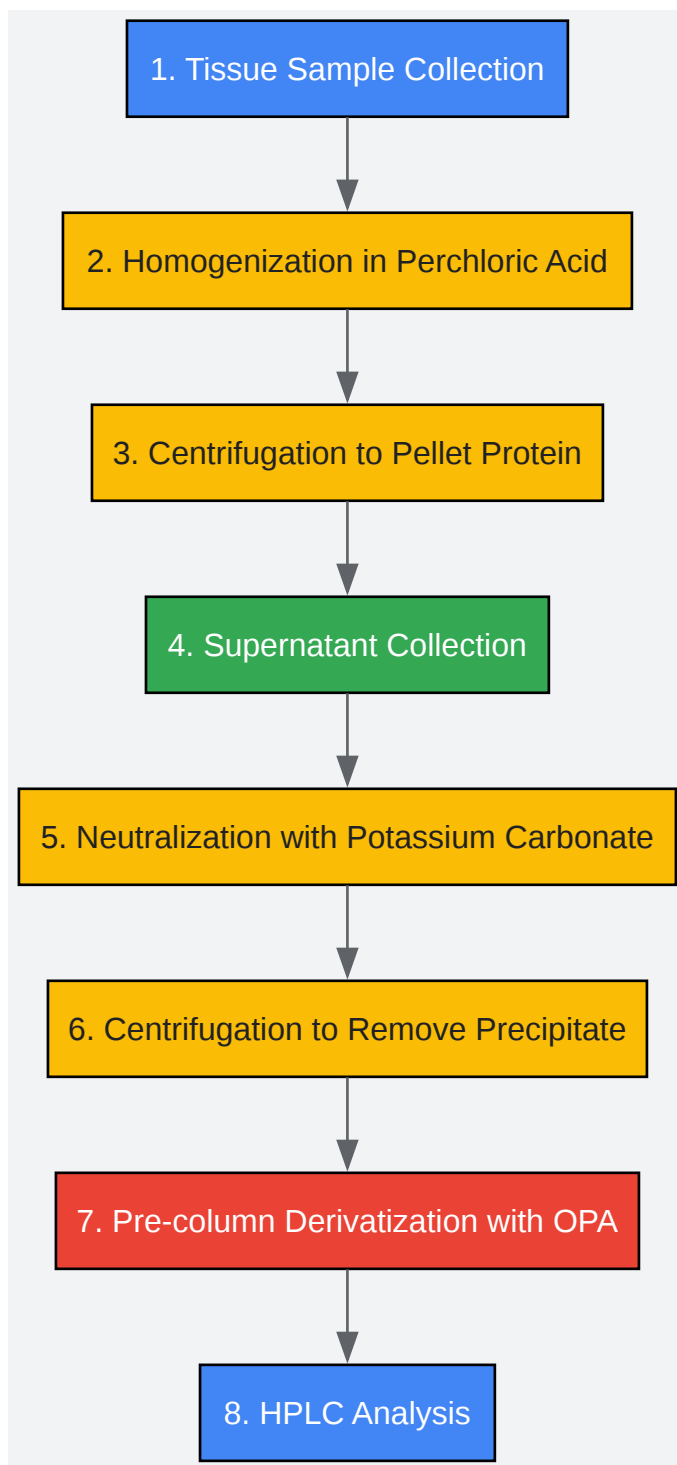 1. Tissue Sample Collection
2. Homogenization in Perchloric Acid
3. Centrifugation to Pellet Protein
4. Supernatant Collection
5. Neutralization with Potassium Carbonate
6. Centrifugation to Remove Precipitate
7. Pre-column Derivatization with OPA
8. HPLC Analysis